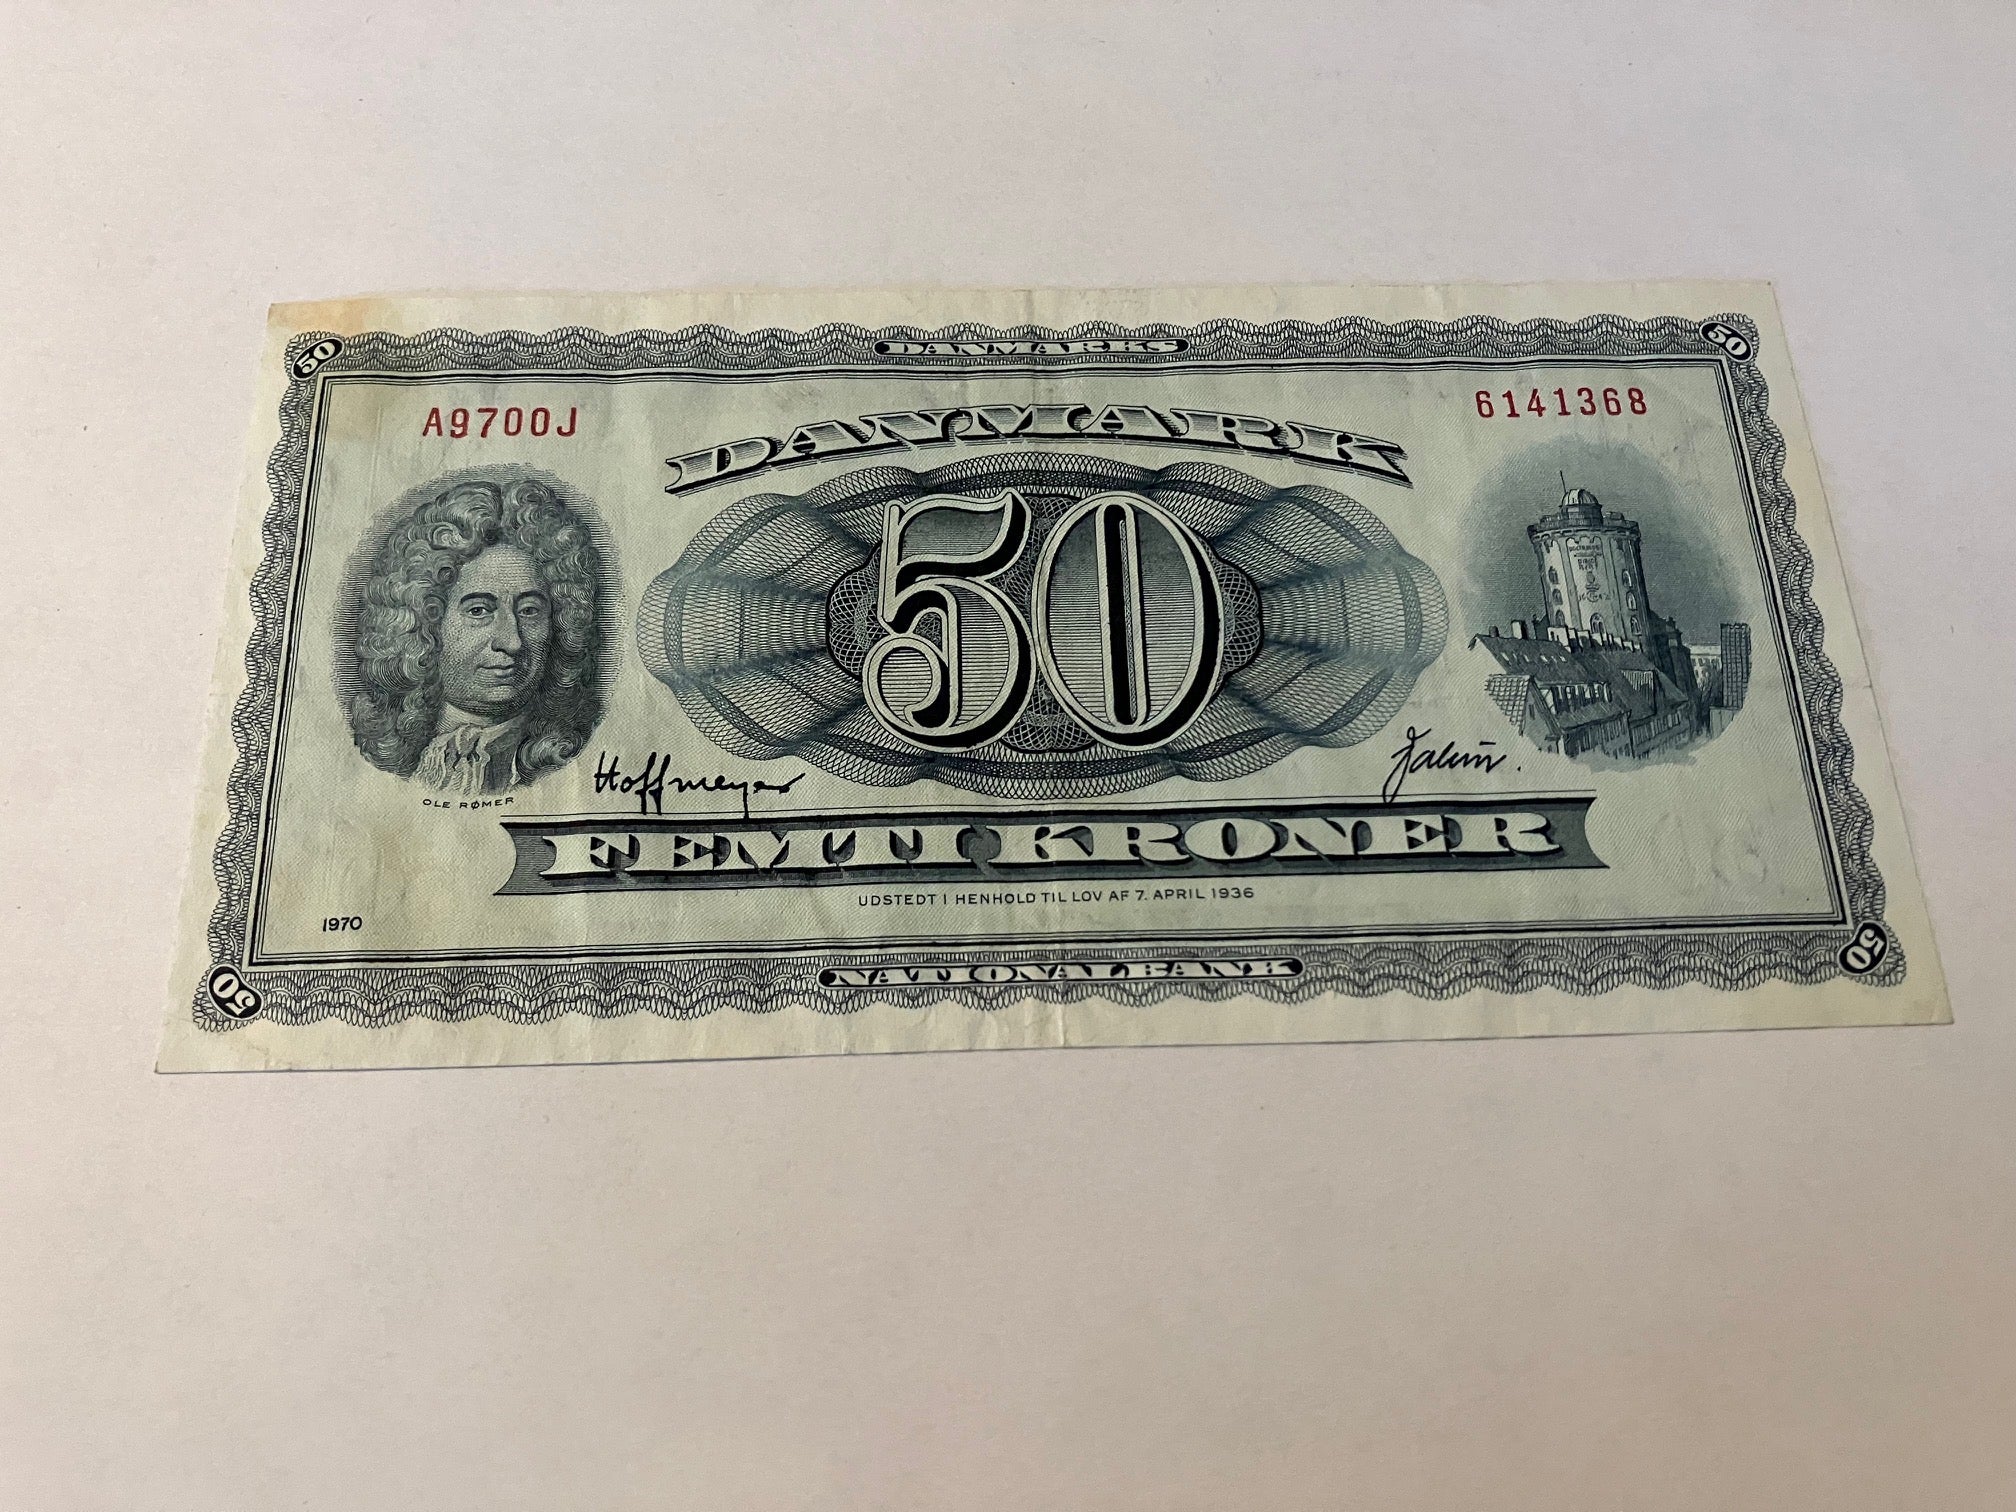 50 DANMARKS 50
A9700J 6141368
DANMARK
50
OLE RØMER
Hoffmeyer
FEMTI KRONER
UDSTEDT I HENHOLD TIL LOV AF 7. APRIL 1936
1970
50 NATIONALBANK 50